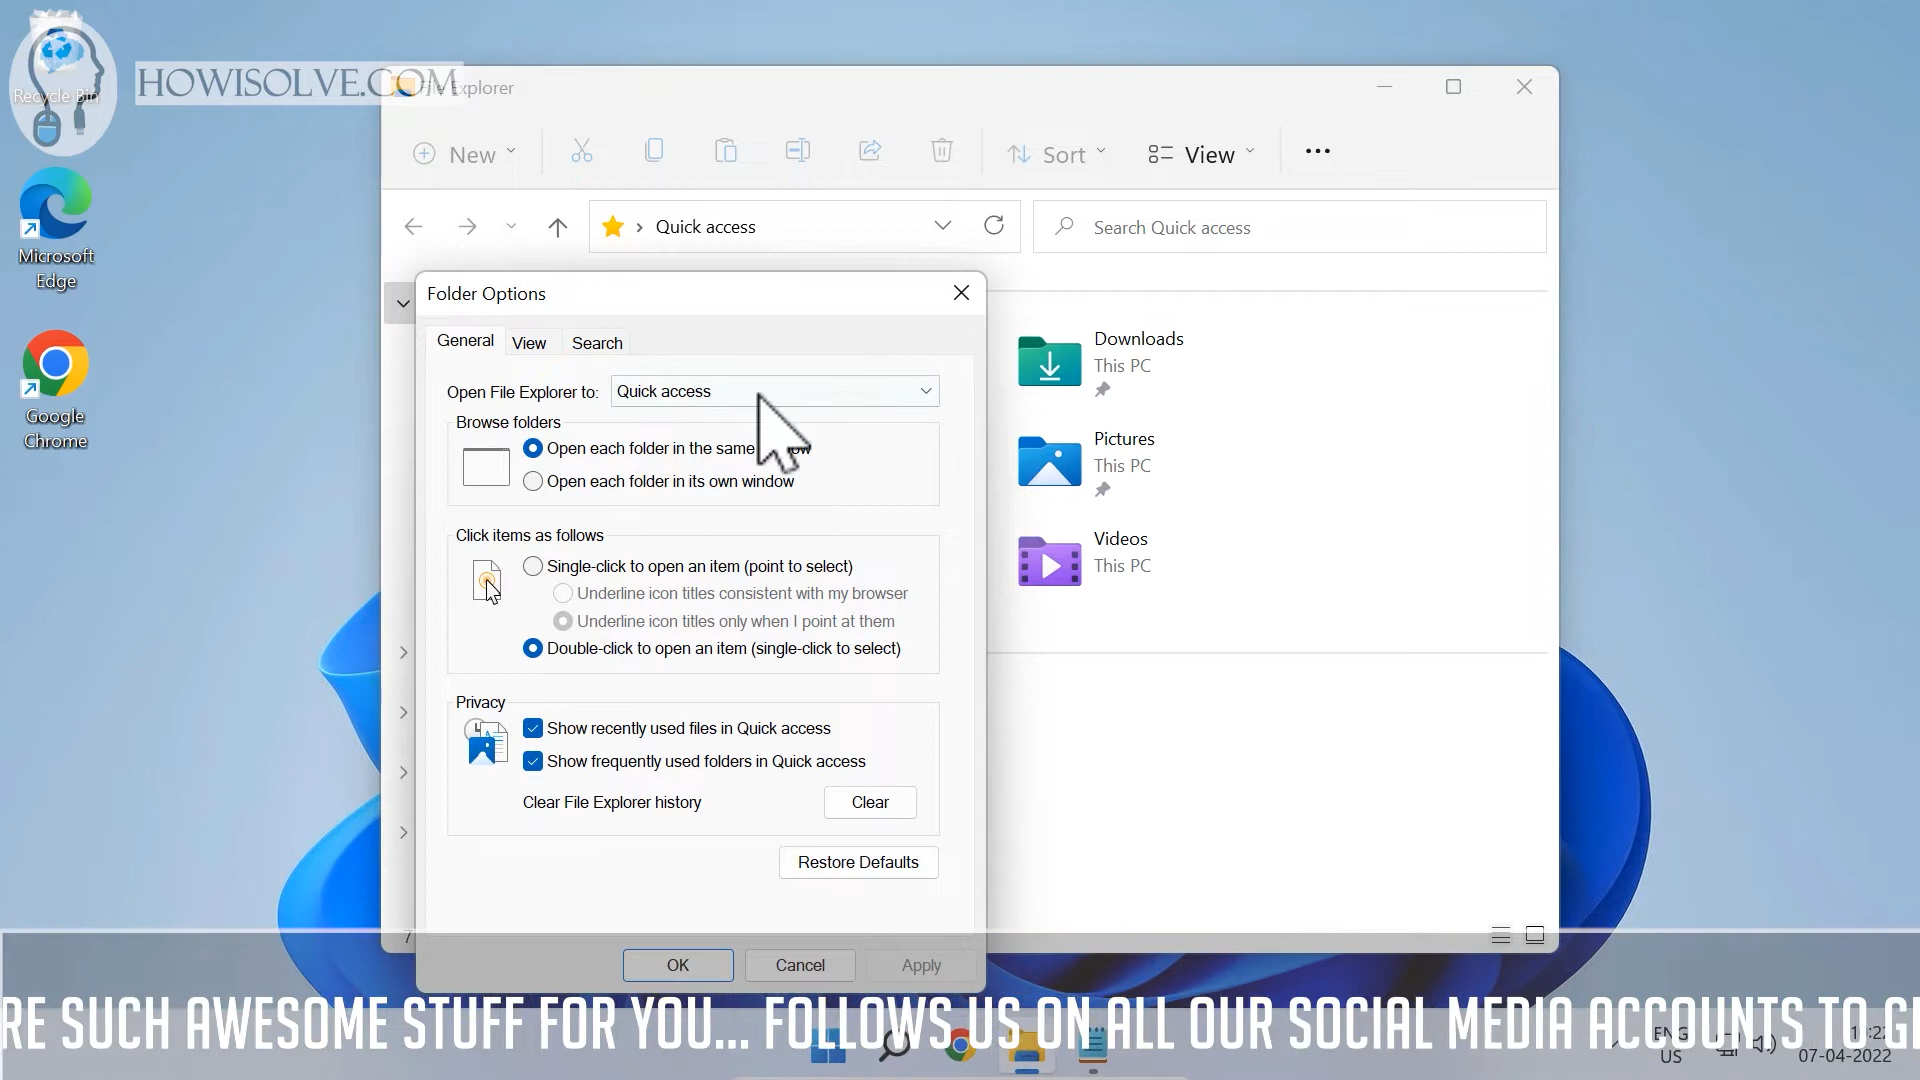 Recycle Bin
HOWISOLVE.COM
File Explorer
New
Sort
View
Quick access
Search Quick access
Microsoft
Edge
Google
Chrome
Folder Options
General
View
Search
Open File Explorer to:
Quick access
Browse folders
Open each folder in the same
Open each folder in its own window
Click items as follows
Single-click to open an item (point to select)
Underline icon titles consistent with my browser
Underline icon titles only when I point at them
Double-click to open an item (single-click to select)
Privacy
Show recently used files in Quick access
Show frequently used folders in Quick access
Clear File Explorer history
Clear
Restore Defaults
OK
Cancel
Apply
Downloads
This PC
Pictures
This PC
Videos
This PC
7
RE SUCH AWESOME STUFF FOR YOU... FOLLOWS US ON ALL OUR SOCIAL MEDIA ACCOUNTS TO G
ENG
US
07-04-2022